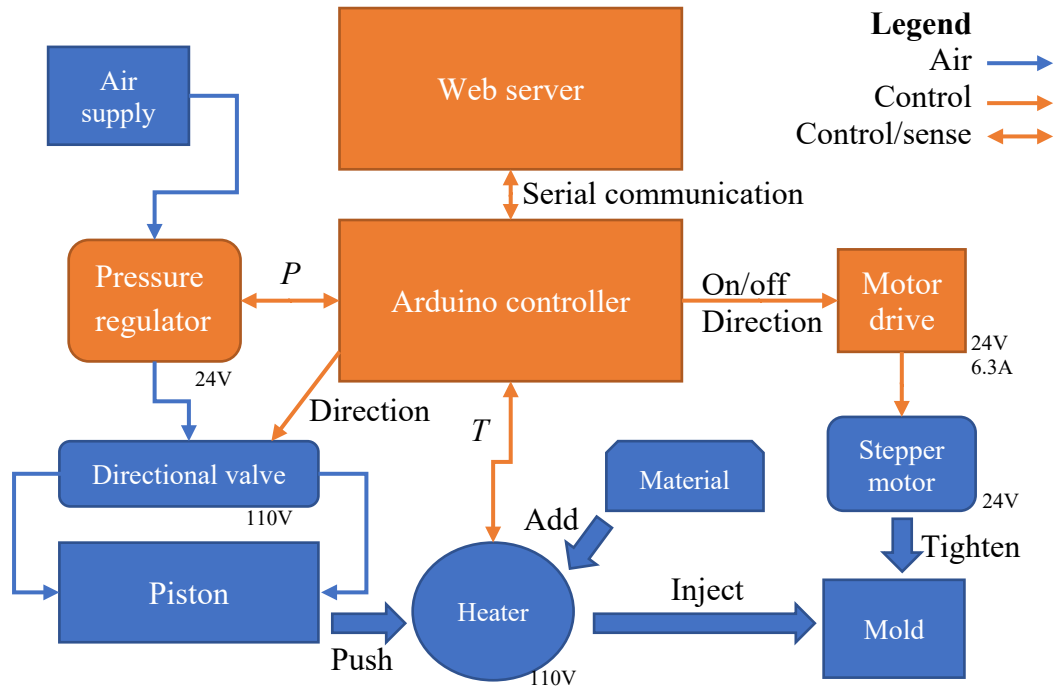 Legend
Air
Control
Control/sense
Air
supply
Web server
Serial communication
Pressure
regulator
24V
P
Arduino controller
On/off
Direction
Motor
drive
24V
6.3A
Direction
T
Directional valve
110V
Material
Stepper
motor
24V
Add
Tighten
Piston
Push
Heater
110V
Inject
Mold